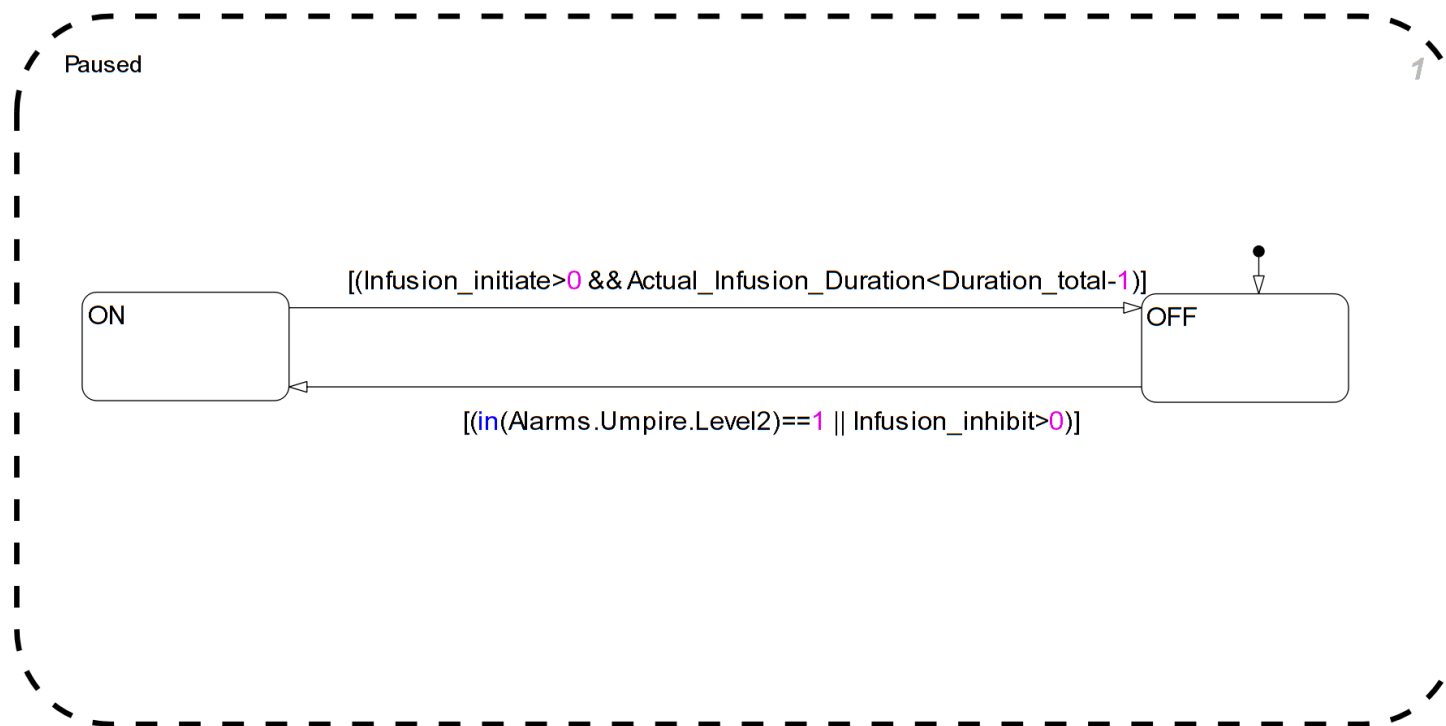 Paused
1
[(Infusion_initiate>0 && Actual_Infusion_Duration<Duration_total-1)]
ON
OFF
[(in(Alarms.Umpire.Level2)==1 || Infusion_inhibit>0)]